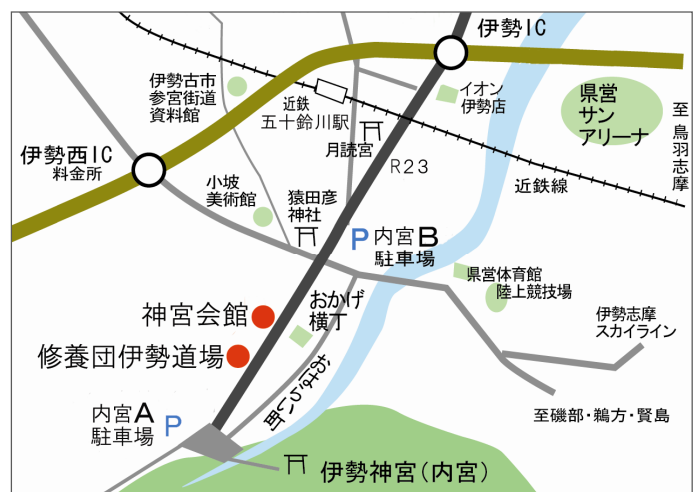 伊勢IC
伊勢古市
参宮街道
資料館
近鉄
五十鈴川駅
イオン
伊勢店
県営
サン
アリーナ
至鳥羽志摩
月読宮
R23
伊勢西IC
料金所
近鉄線
小坡
美術館
猿田彦
神社
P 内宮B
駐車場
県営体育館
陸上競技場
神宮会館
おかげ
横丁
伊勢志摩
スカイライン
修養団伊勢道場
おはらい町
内宮A
駐車場 P
至磯部・鵜方・賢島
伊勢神宮(内宮)